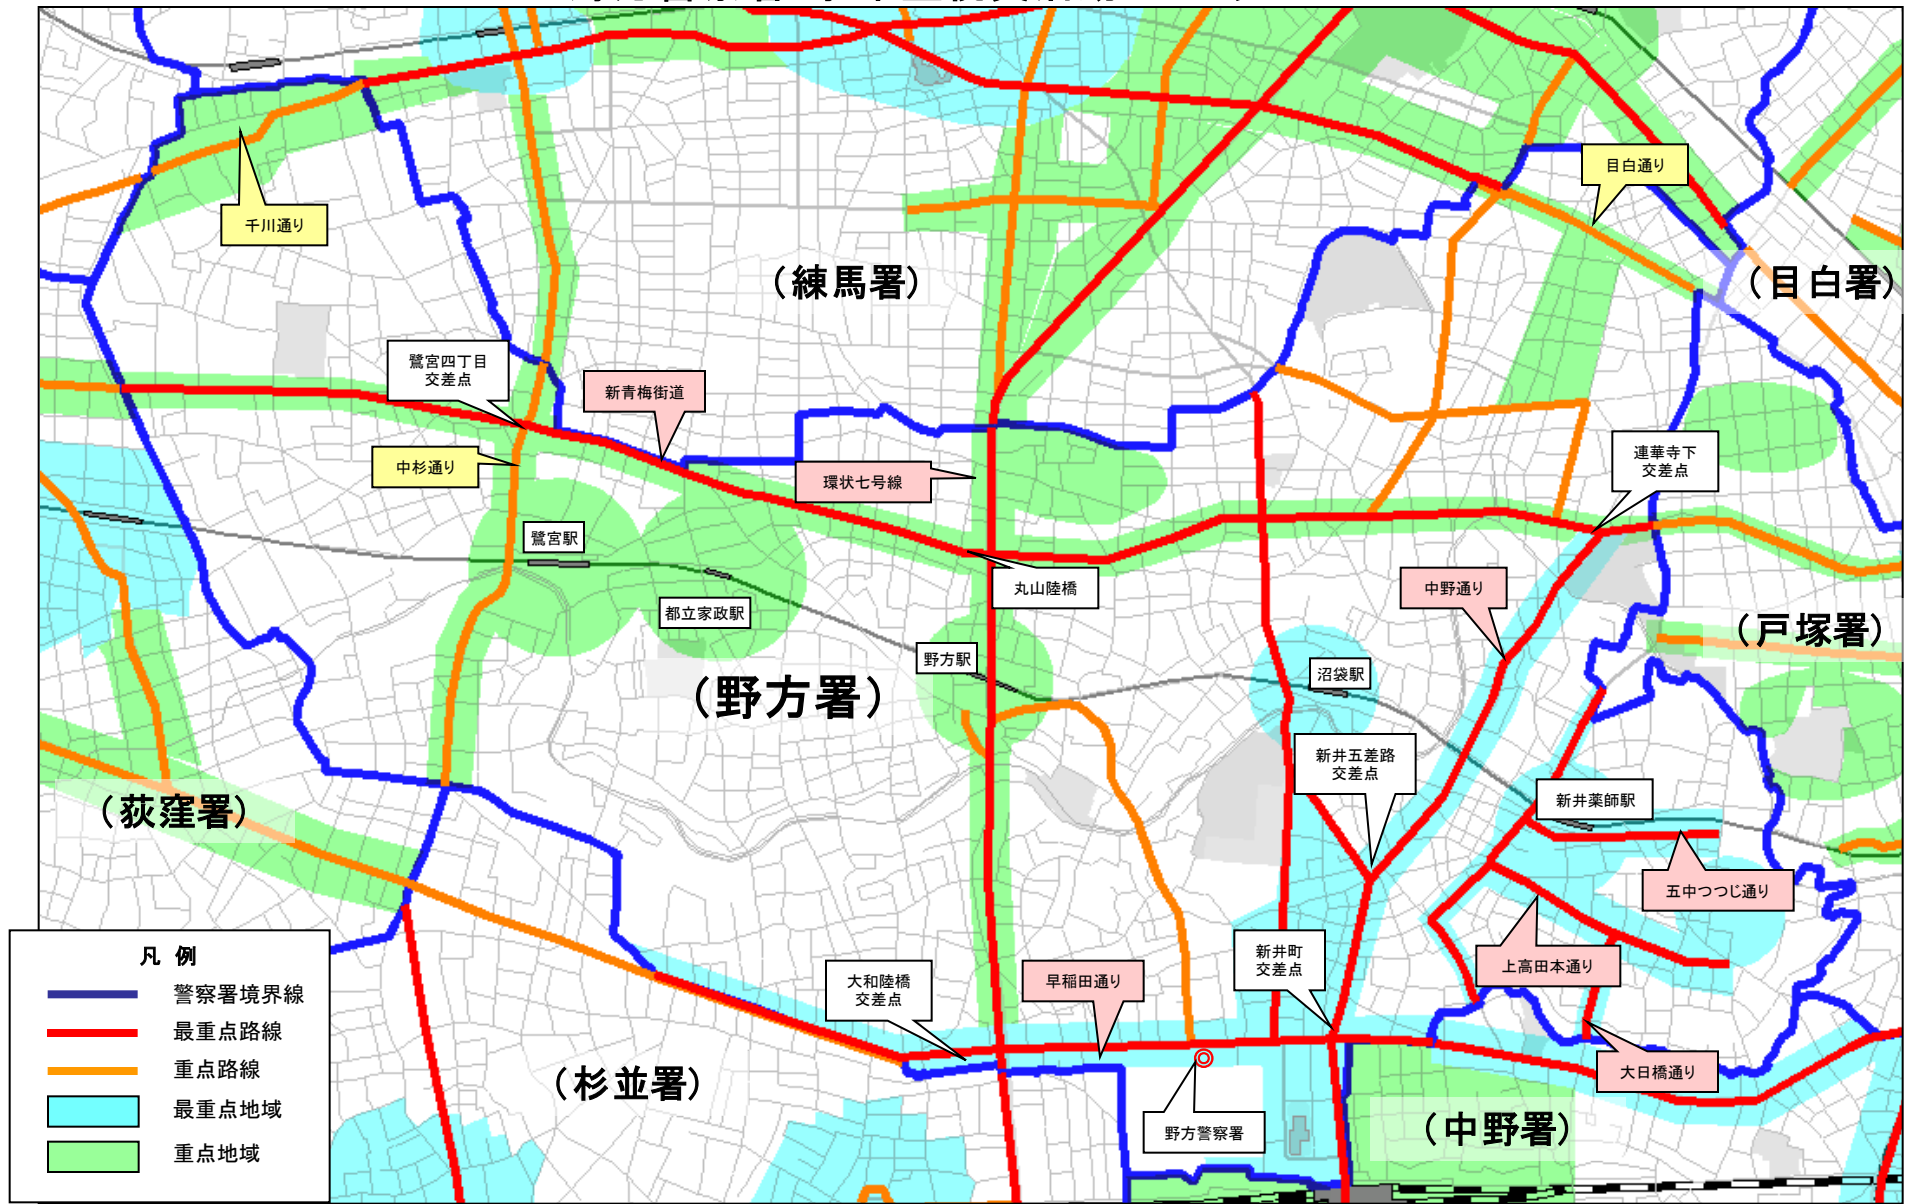 千川通り
目白通り
（練馬署）
（目白署）
鷺宮四丁目
交差点
新青梅街道
中杉通り
環状七号線
蓮華寺下
交差点
鷺宮駅
丸山陸橋
中野通り
都立家政駅
（戸塚署）
野方駅
沼袋駅
（野方署）
新井五差路
交差点
新井薬師駅
（荻窪署）
五中つつじ通り
新井町
交差点
上高田本通り
大和陸橋
交差点
早稲田通り
大日橋通り
（杉並署）
野方警察署
（中野署）
凡 例
警察署境界線
最重点路線
重点路線
最重点地域
重点地域